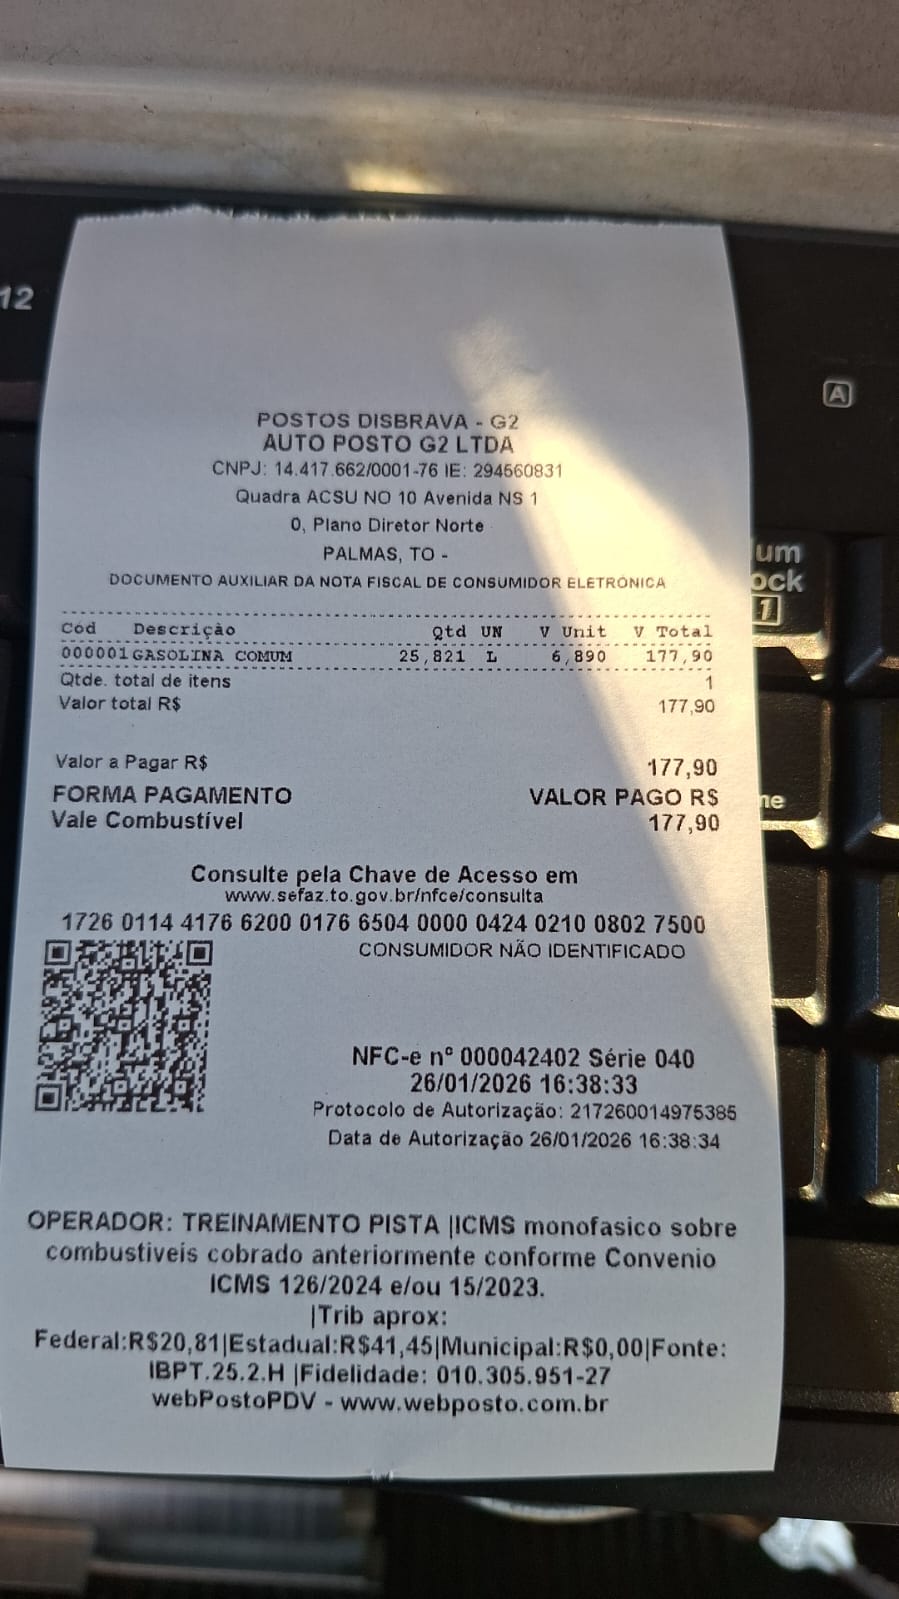 12
A
um
ock
1
ne
POSTOS DISBRAVA - G2
AUTO POSTO G2 LTDA
CNPJ: 14.417.662/0001-76 IE: 294560831
Quadra ACSU NO 10 Avenida NS 1
0, Plano Diretor Norte
PALMAS, TO -
DOCUMENTO AUXILIAR DA NOTA FISCAL DE CONSUMIDOR ELETRÔNICA
Cód Descrição Qtd UN V Unit V Total
000001 GASOLINA COMUM 25,821 L 6,890 177,90
Qtde. total de itens 1
Valor total R$ 177,90
Valor a Pagar R$ 177,90
FORMA PAGAMENTO VALOR PAGO R$
Vale Combustível 177,90
Consulte pela Chave de Acesso em
www.sefaz.to.gov.br/nfce/consulta
1726 0114 4176 6200 0176 6504 0000 0424 0210 0802 7500
CONSUMIDOR NÃO IDENTIFICADO
NFC-e nº 000042402 Série 040
26/01/2026 16:38:33
Protocolo de Autorização: 217260014975385
Data de Autorização 26/01/2026 16:38:34
OPERADOR: TREINAMENTO PISTA |ICMS monofasico sobre
combustiveis cobrado anteriormente conforme Convenio
ICMS 126/2024 e/ou 15/2023.
|Trib aprox:
Federal:R$20,81|Estadual:R$41,45|Municipal:R$0,00|Fonte:
IBPT.25.2.H |Fidelidade: 010.305.951-27
webPostoPDV - www.webposto.com.br